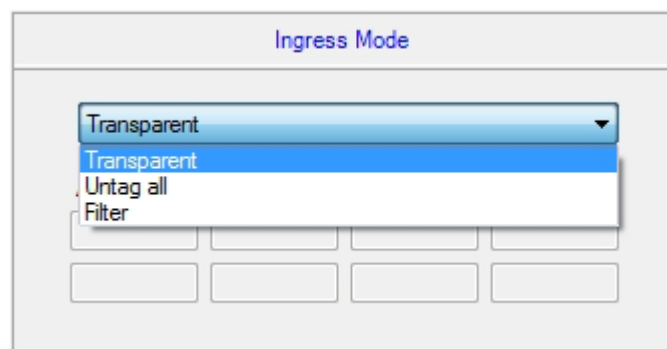 Ingress Mode
Transparent
Transparent
Untag all
Filter